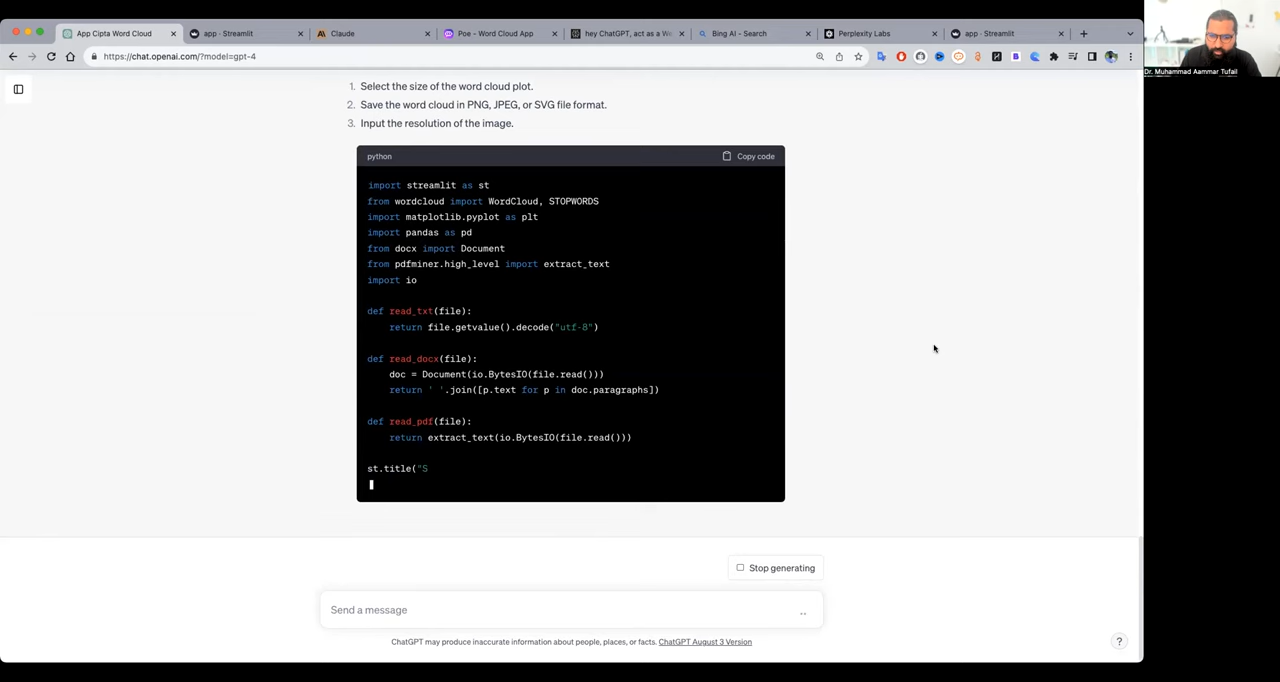 App Cipta Word Cloud
app · Streamlit
Claude
Poe - Word Cloud App
hey ChatGPT, act as a We
Bing AI - Search
Perplexity Labs
app · Streamlit
https://chat.openai.com/?model=gpt-4
Dr. Muhammad Aammar Tufail
1. Select the size of the word cloud plot.
2. Save the word cloud in PNG, JPEG, or SVG file format.
3. Input the resolution of the image.
python
Copy code
import streamlit as st
from wordcloud import WordCloud, STOPWORDS
import matplotlib.pyplot as plt
import pandas as pd
from docx import Document
from pdfminer.high_level import extract_text
import io
def read_txt(file):
return file.getvalue().decode("utf-8")
def read_docx(file):
doc = Document(io.BytesIO(file.read()))
return ' '.join([p.text for p in doc.paragraphs])
def read_pdf(file):
return extract_text(io.BytesIO(file.read()))
st.title("S
Stop generating
Send a message
ChatGPT may produce inaccurate information about people, places, or facts. ChatGPT August 3 Version
?